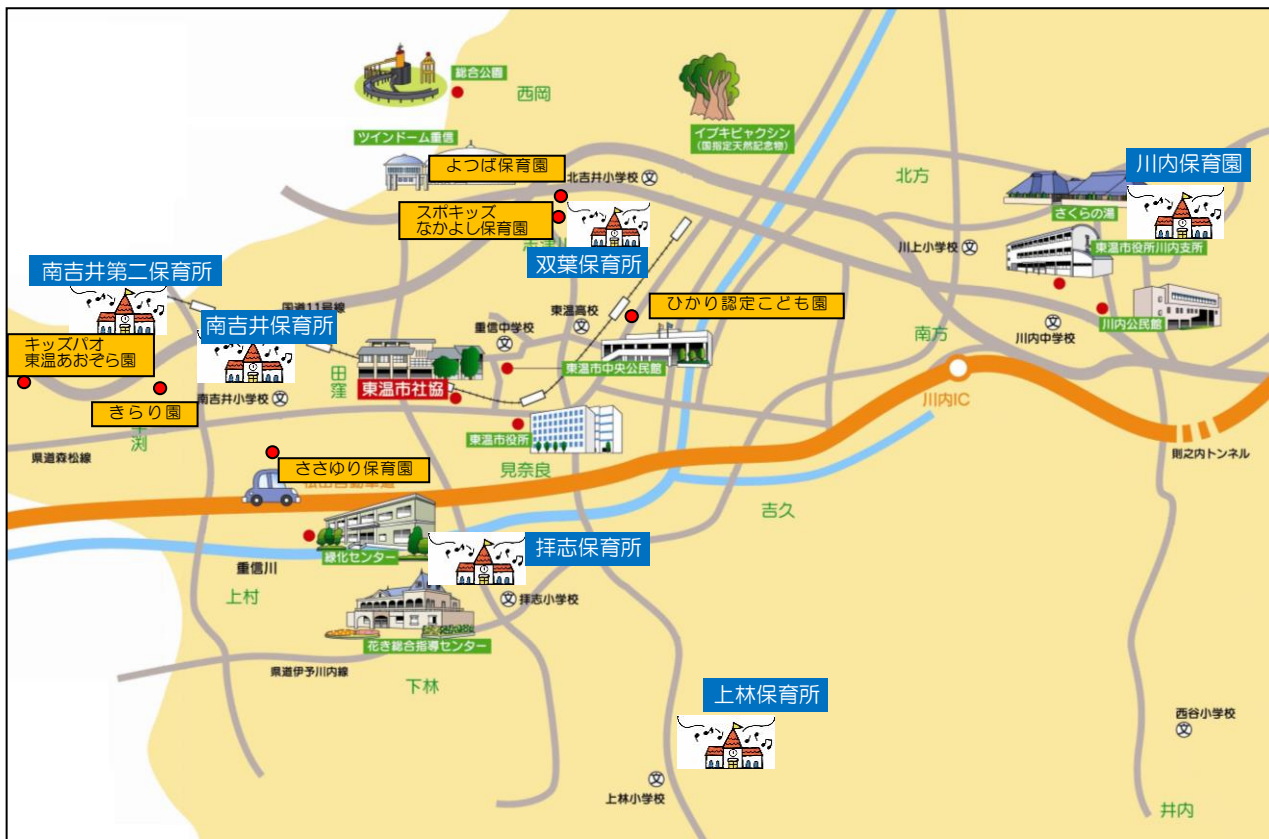 総合公園
西岡
ツインドーム重信
イブキビャクシン
(国指定天然記念物)
よつば保育園
北吉井小学校
スポキッズ
なかよし保育園
双葉保育所
北方
川内保育園
さくらの湯
川上小学校
東温市役所川内支所
南吉井第二保育所
国道11号線
南吉井保育所
キッズパオ
東温あおぞら園
きらり園
南吉井小学校
田窪
重信中学校
東温高校
ひかり認定こども園
東温市中央公民館
東温市社協
東温市役所
見奈良
南方
川内中学校
川内公民館
川内IC
則之内トンネル
県道森松線
ささゆり保育園
吉久
緑化センター
重信川
上村
拝志保育所
拝志小学校
花き総合指導センター
県道伊予川内線
下林
上林保育所
上林小学校
西谷小学校
井内